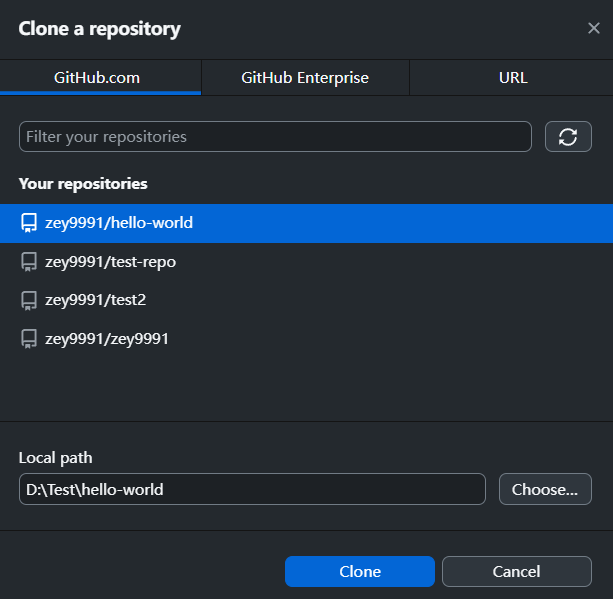 Clone a repository
GitHub.com
GitHub Enterprise
URL
Filter your repositories
Your repositories
zey9991/hello-world
zey9991/test-repo
zey9991/test2
zey9991/zey9991
Local path
D:\Test\hello-world
Choose...
Clone
Cancel